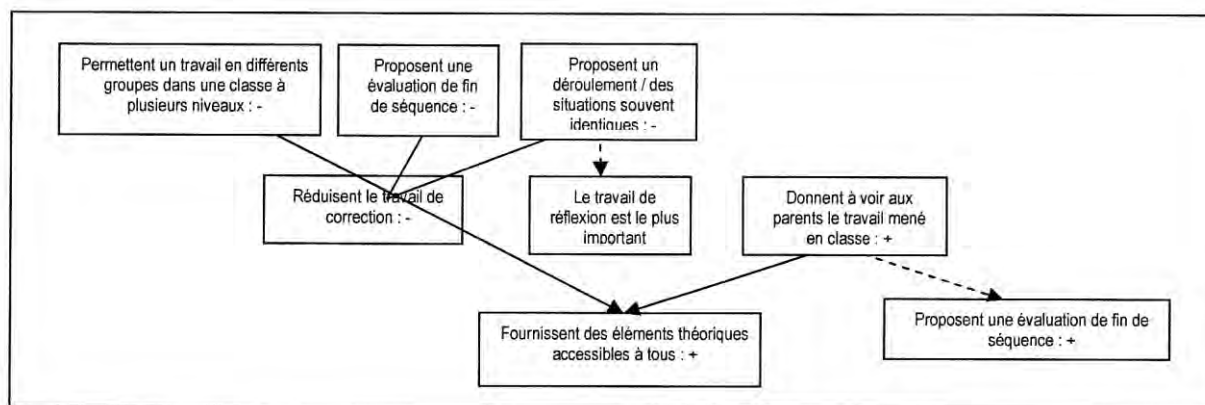 Permettent un travail en différents
groupes dans une classe à
plusieurs niveaux : -
Proposent une
évaluation de fin
de séquence : -
Proposent un
déroulement / des
situations souvent
identiques : -
Réduisent le travail de
correction : -
Le travail de
réflexion est le plus
important
Donnent à voir aux
parents le travail mené
en classe : +
Fournissent des éléments théoriques
accessibles à tous : +
Proposent une évaluation de fin de
séquence : +